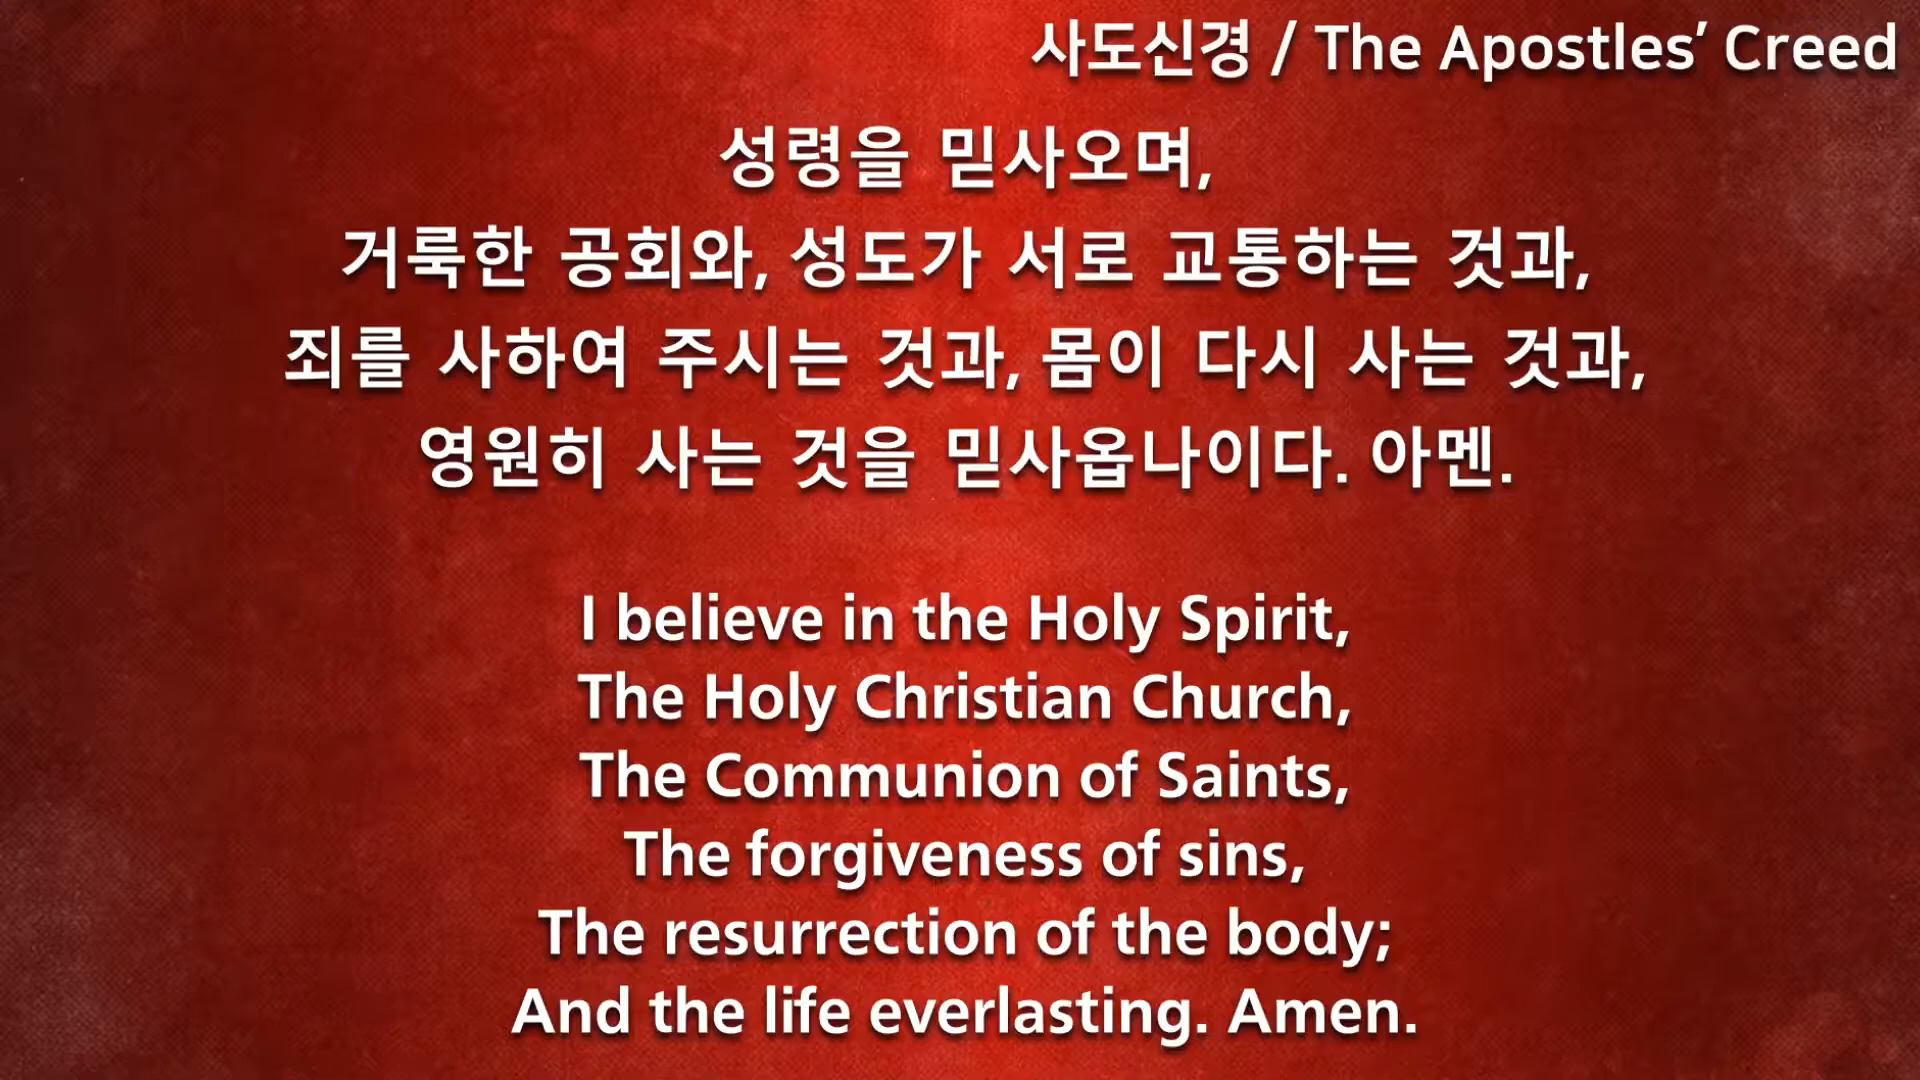 사도신경 / The Apostles’ Creed
성령을 믿사오며,
거룩한 공회와, 성도가 서로 교통하는 것과,
죄를 사하여 주시는 것과, 몸이 다시 사는 것과,
영원히 사는 것을 믿사옵나이다. 아멘.
I believe in the Holy Spirit,
The Holy Christian Church,
The Communion of Saints,
The forgiveness of sins,
The resurrection of the body;
And the life everlasting. Amen.